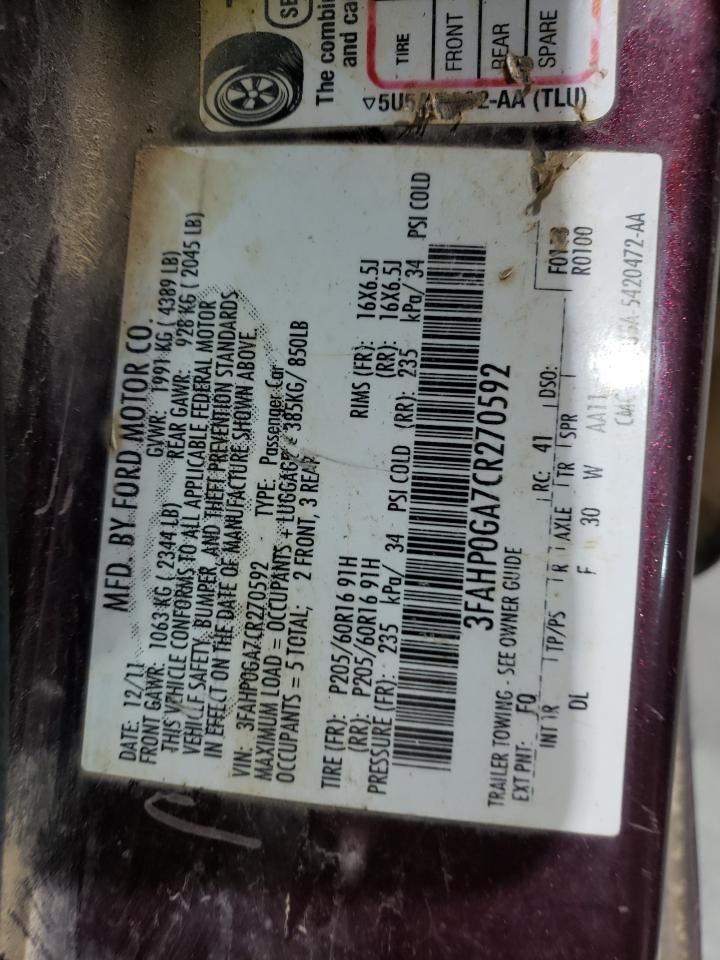 The combi
and ca
TIRE
FRONT
REAR
SPARE
2-AA (TLU)
MFD. BY FORD MOTOR CO.
DATE: 12/11 GVWR: 1991 KG ( 4389 LB)
FRONT GAWR: 1063 KG ( 2344 LB) REAR GAWR: 928 KG ( 2045 LB)
THIS VEHICLE CONFORMS TO ALL APPLICABLE FEDERAL MOTOR
VEHICLE SAFETY, BUMPER, AND THEFT PREVENTION STANDARDS
IN EFFECT ON THE DATE OF MANUFACTURE SHOWN ABOVE.
VIN: 3FAHP0GA7CR270592 TYPE: Passenger Car
MAXIMUM LOAD = OCCUPANTS + LUGGAGE = 385KG/ 850LB
OCCUPANTS = 5 TOTAL; 2 FRONT, 3 REAR
TIRE (FR): P205/60R16 91H RIMS (FR): 16X6.5J
(RR): P205/60R16 91H (RR): 16X6.5J
PRESSURE (FR): 235 kPa/ 34 PSI COLD (RR): 235 kPa/ 34 PSI COLD
3FAHP0GA7CR270592
TRAILER TOWING - SEE OWNER GUIDE
EXT PNT: FQ RC: 41 DSO: R0100
INT TR TP/PS R AXLE TR SPR
DL F 30 W AA11
5420472-AA